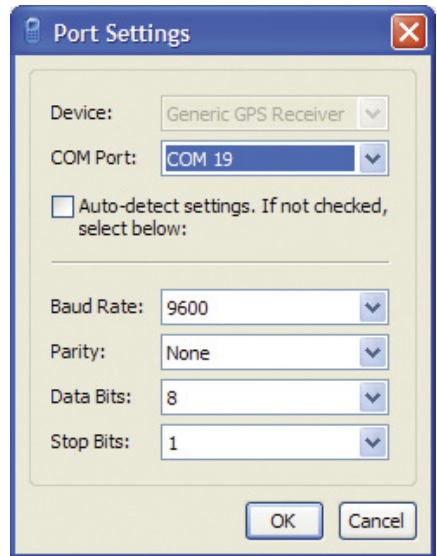 Port Settings
Device: Generic GPS Receiver
COM Port: COM 19
Auto-detect settings. If not checked,
select below:
Baud Rate: 9600
Parity: None
Data Bits: 8
Stop Bits: 1
OK Cancel